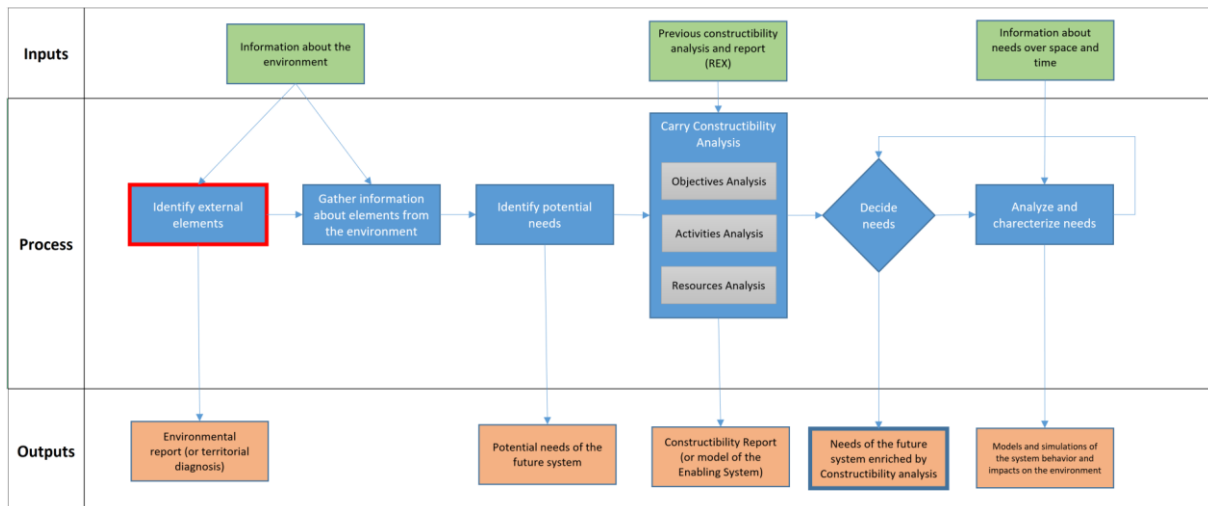 Inputs
Information about the
environment
Previous constructibility
analysis and report
(REX)
Information about
needs over space and
time
Process
Identify external
elements
Gather information
about elements from
the environment
Identify potential
needs
Carry Constructibility
Analysis
Objectives Analysis
Activities Analysis
Resources Analysis
Decide
needs
Analyze and
charecterize needs
Outputs
Environmental
report (or territorial
diagnosis)
Potential needs of the
future system
Constructibility Report
(or model of the
Enabling System)
Needs of the future
system enriched by
Constructibility analysis
Models and simulations of
the system behavior and
impacts on the environment